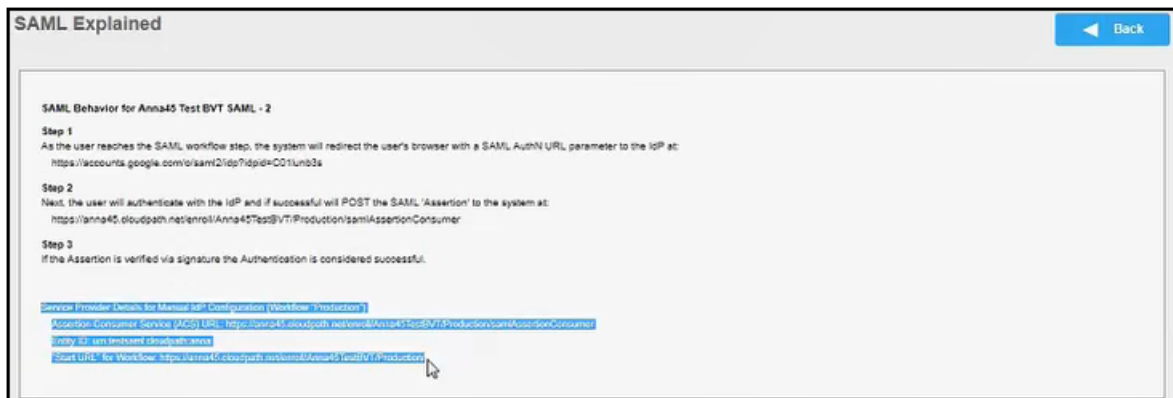 SAML Explained
Back
SAML Behavior for Anna45 Test BVT SAML - 2
Step 1
As the user reaches the SAML workflow step, the system will redirect the user's browser with a SAML AuthN URL parameter to the IdP at:
https://accounts.google.com/o/saml2/idp?idpid=C01lunb3s
Step 2
Next, the user will authenticate with the IdP and if successful will POST the SAML 'Assertion' to the system at:
https://anna45.cloudpath.net/enroll/Anna45TestBVT/Production/samlAssertionConsumer
Step 3
If the Assertion is verified via signature the Authentication is considered successful.
Service Provider Details for Manual IdP Configuration (Workflow "Production")
Assertion Consumer Service (ACS) URL: https://anna45.cloudpath.net/enroll/Anna45TestBVT/Production/samlAssertionConsumer
Entity ID: urn:testsaml.cloudpath.anna
"Start URL" for Workflow: https://anna45.cloudpath.net/enroll/Anna45TestBVT/Production